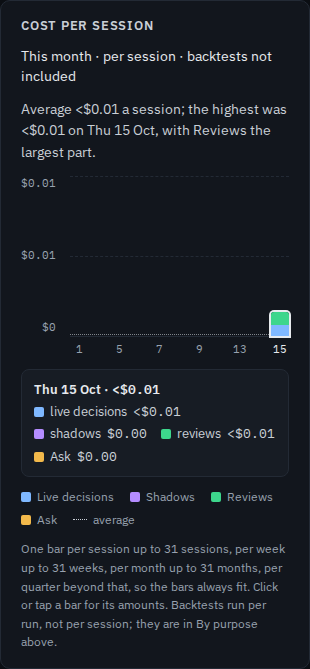 COST PER SESSION
This month · per session · backtests not
included
Average <$0.01 a session; the highest was
<$0.01 on Thu 15 Oct, with Reviews the
largest part.
$0.01
$0.01
$0
1 5 7 9 13 15
Thu 15 Oct · <$0.01
live decisions <$0.01
shadows $0.00 reviews <$0.01
Ask $0.00
Live decisions Shadows Reviews
Ask average
One bar per session up to 31 sessions, per week
up to 31 weeks, per month up to 31 months, per
quarter beyond that, so the bars always fit. Click
or tap a bar for its amounts. Backtests run per
run, not per session; they are in By purpose
above.